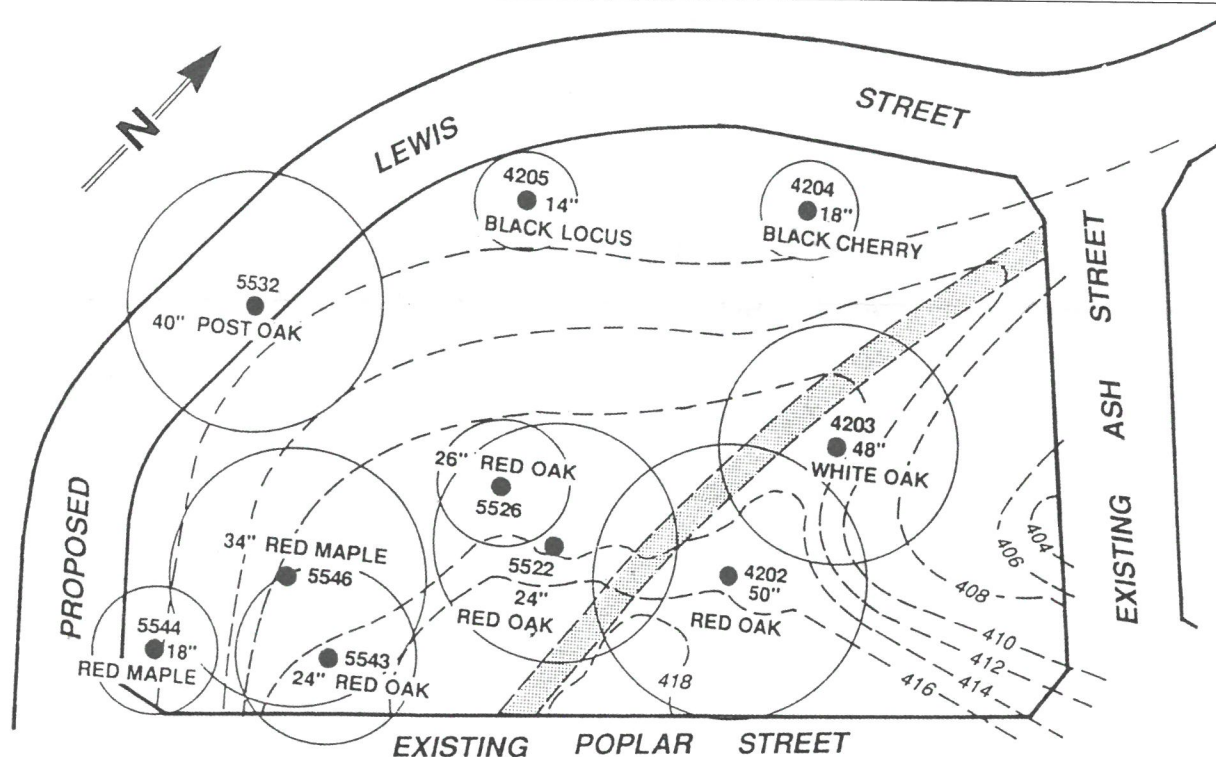 N
LEWIS
STREET
4205
14"
BLACK LOCUS
4204
18"
BLACK CHERRY
5532
40" POST OAK
STREET
ASH
EXISTING
4203
48"
WHITE OAK
26" RED OAK
5526
34" RED MAPLE
5546
5522
24"
RED OAK
4202
50"
RED OAK
PROPOSED
5544
18"
RED MAPLE
5543
24" RED OAK
404
406
408
410
412
414
416
418
EXISTING POPLAR STREET